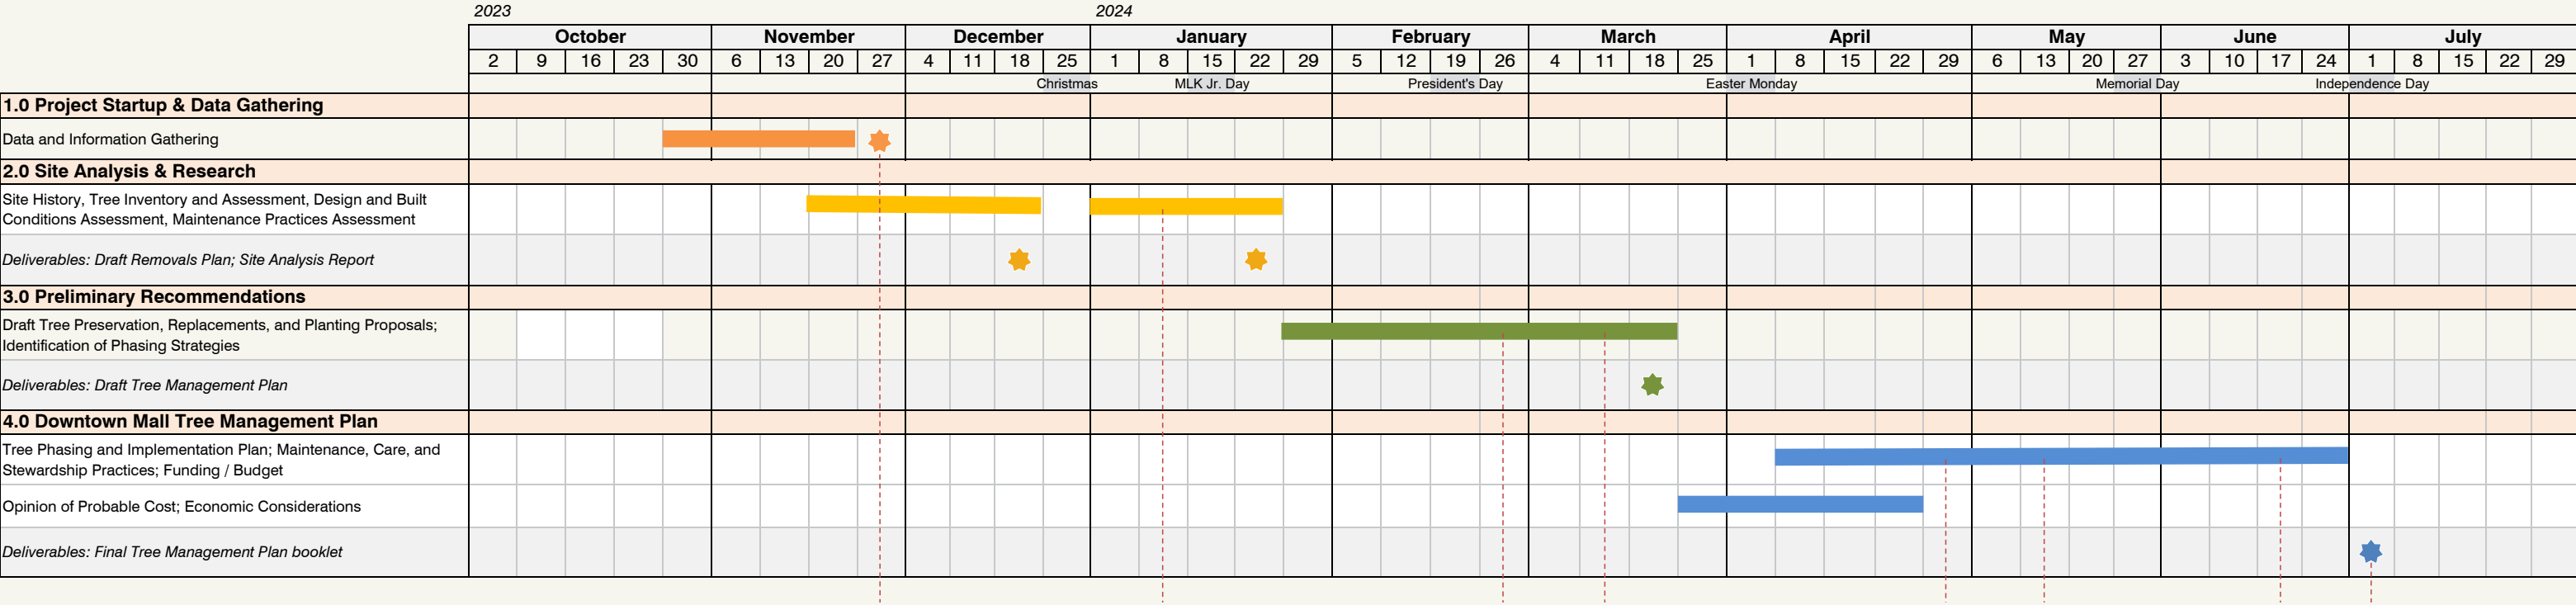 2023 2024
October November December January February March April May June July
2 9 16 23 30 6 13 20 27 4 11 18 25 1 8 15 22 29 5 12 19 26 4 11 18 25 1 8 15 22 29 6 13 20 27 3 10 17 24 1 8 15 22 29
Christmas MLK Jr. Day President's Day Easter Monday Memorial Day Independence Day
1.0 Project Startup & Data Gathering
Data and Information Gathering
2.0 Site Analysis & Research
Site History, Tree Inventory and Assessment, Design and Built
Conditions Assessment, Maintenance Practices Assessment
Deliverables: Draft Removals Plan; Site Analysis Report
3.0 Preliminary Recommendations
Draft Tree Preservation, Replacements, and Planting Proposals;
Identification of Phasing Strategies
Deliverables: Draft Tree Management Plan
4.0 Downtown Mall Tree Management Plan
Tree Phasing and Implementation Plan; Maintenance, Care, and
Stewardship Practices; Funding / Budget
Opinion of Probable Cost; Economic Considerations
Deliverables: Final Tree Management Plan booklet